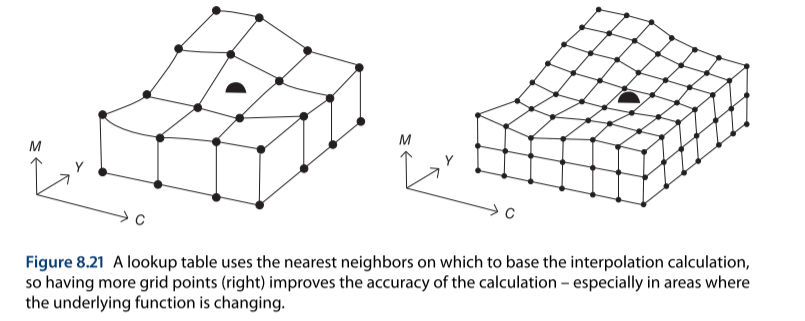 M
Y
C
M
Y
C
Figure 8.21 A lookup table uses the nearest neighbors on which to base the interpolation calculation,
so having more grid points (right) improves the accuracy of the calculation – especially in areas where
the underlying function is changing.